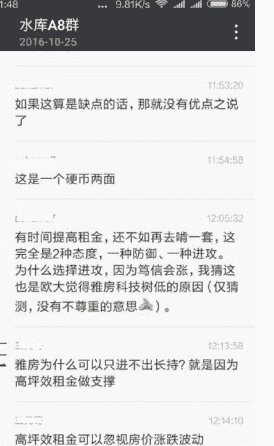 1:48
... 9.81K/s 86%
水库A8群
2016-10-25
11:53:20
如果这算是缺点的话，那就没有优点之说
了
11:54:58
这是一个硬币两面
12:05:32
有时间提高租金，还不如再去啃一套，这
完全是2种态度，一种防御、一种进攻。
为什么选择进攻，因为笃信会涨，我猜这
也是欧大觉得雅房科技树低的原因（仅猜
测，没有不尊重的意思）。
12:13:58
雅房为什么可以只进不出长持？就是因为
高坪效租金做支撑
12:14:10
高坪效租金可以忽视房价涨跌波动